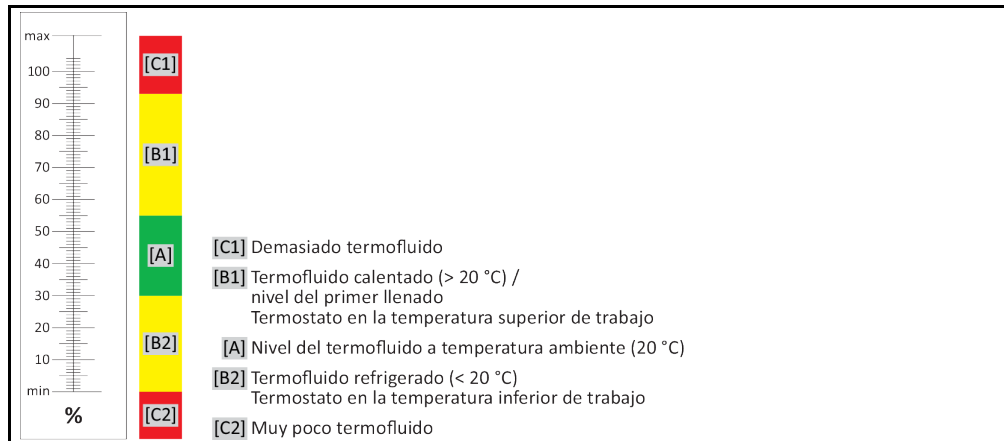 max
100
90
80
70
60
50
40
30
20
10
min
%
[C1]
[B1]
[A]
[B2]
[C2]
[C1] Demasiado termofluido
[B1] Termofluido calentado (> 20 °C) /
nivel del primer llenado
Termostato en la temperatura superior de trabajo
[A] Nivel del termofluido a temperatura ambiente (20 °C)
[B2] Termofluido refrigerado (< 20 °C)
Termostato en la temperatura inferior de trabajo
[C2] Muy poco termofluido